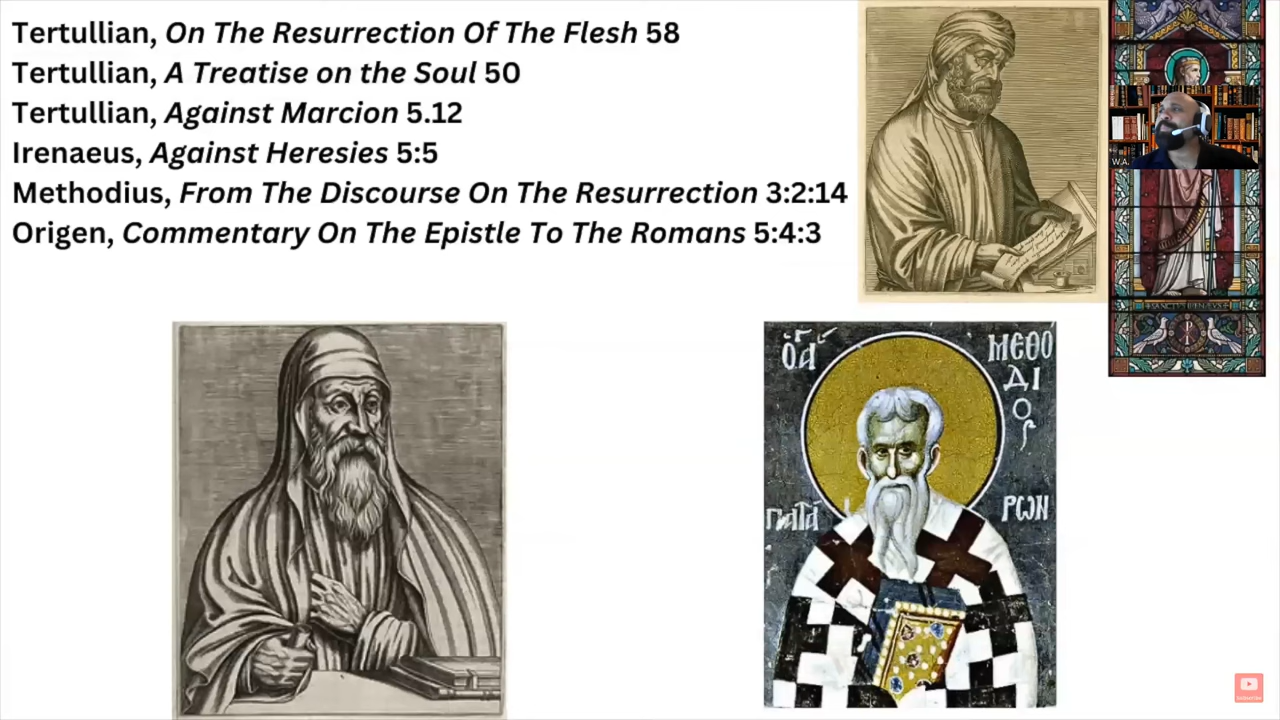 Tertullian, On The Resurrection Of The Flesh 58
Tertullian, A Treatise on the Soul 50
Tertullian, Against Marcion 5.12
Irenaeus, Against Heresies 5:5
Methodius, From The Discourse On The Resurrection 3:2:14
Origen, Commentary On The Epistle To The Romans 5:4:3
W.A.
ΜΕΘΟ
ΔΙ
Ο
ΠΑΤΑ
ΡΩΝ